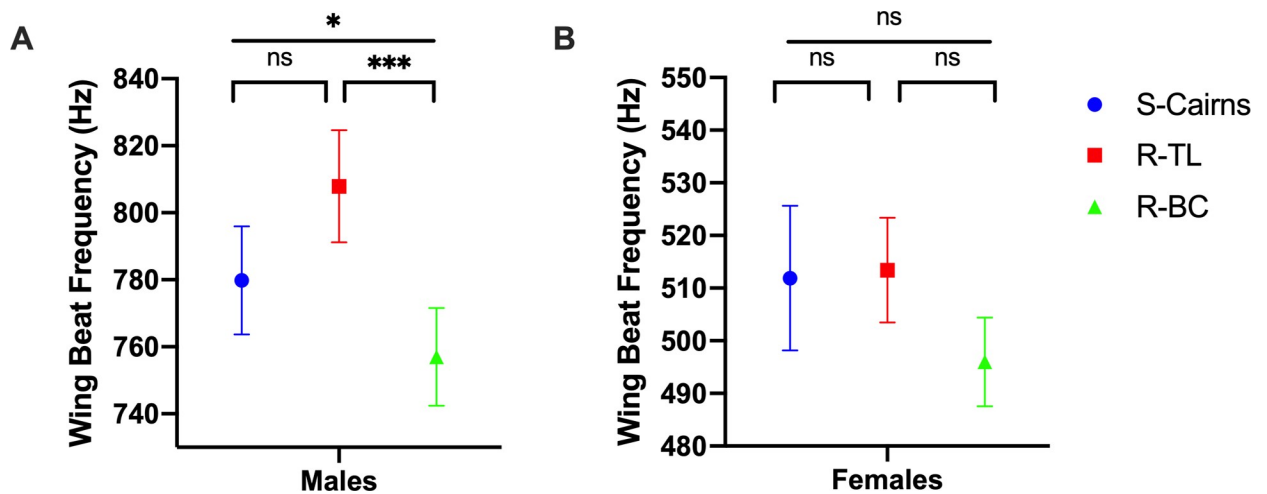 A
*
ns
***
Wing Beat Frequency (Hz)
840
820
800
780
760
740
Males
B
ns
ns
ns
Wing Beat Frequency (Hz)
550
540
530
520
510
500
490
480
Females
S-Cairns
R-TL
R-BC